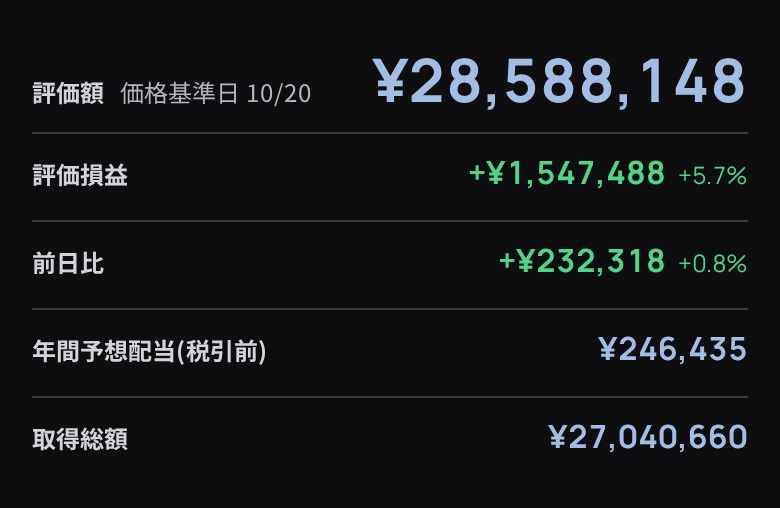 評価額 価格基準日 10/20 ¥28,588,148
評価損益 +¥1,547,488 +5.7%
前日比 +¥232,318 +0.8%
年間予想配当(税引前) ¥246,435
取得総額 ¥27,040,660